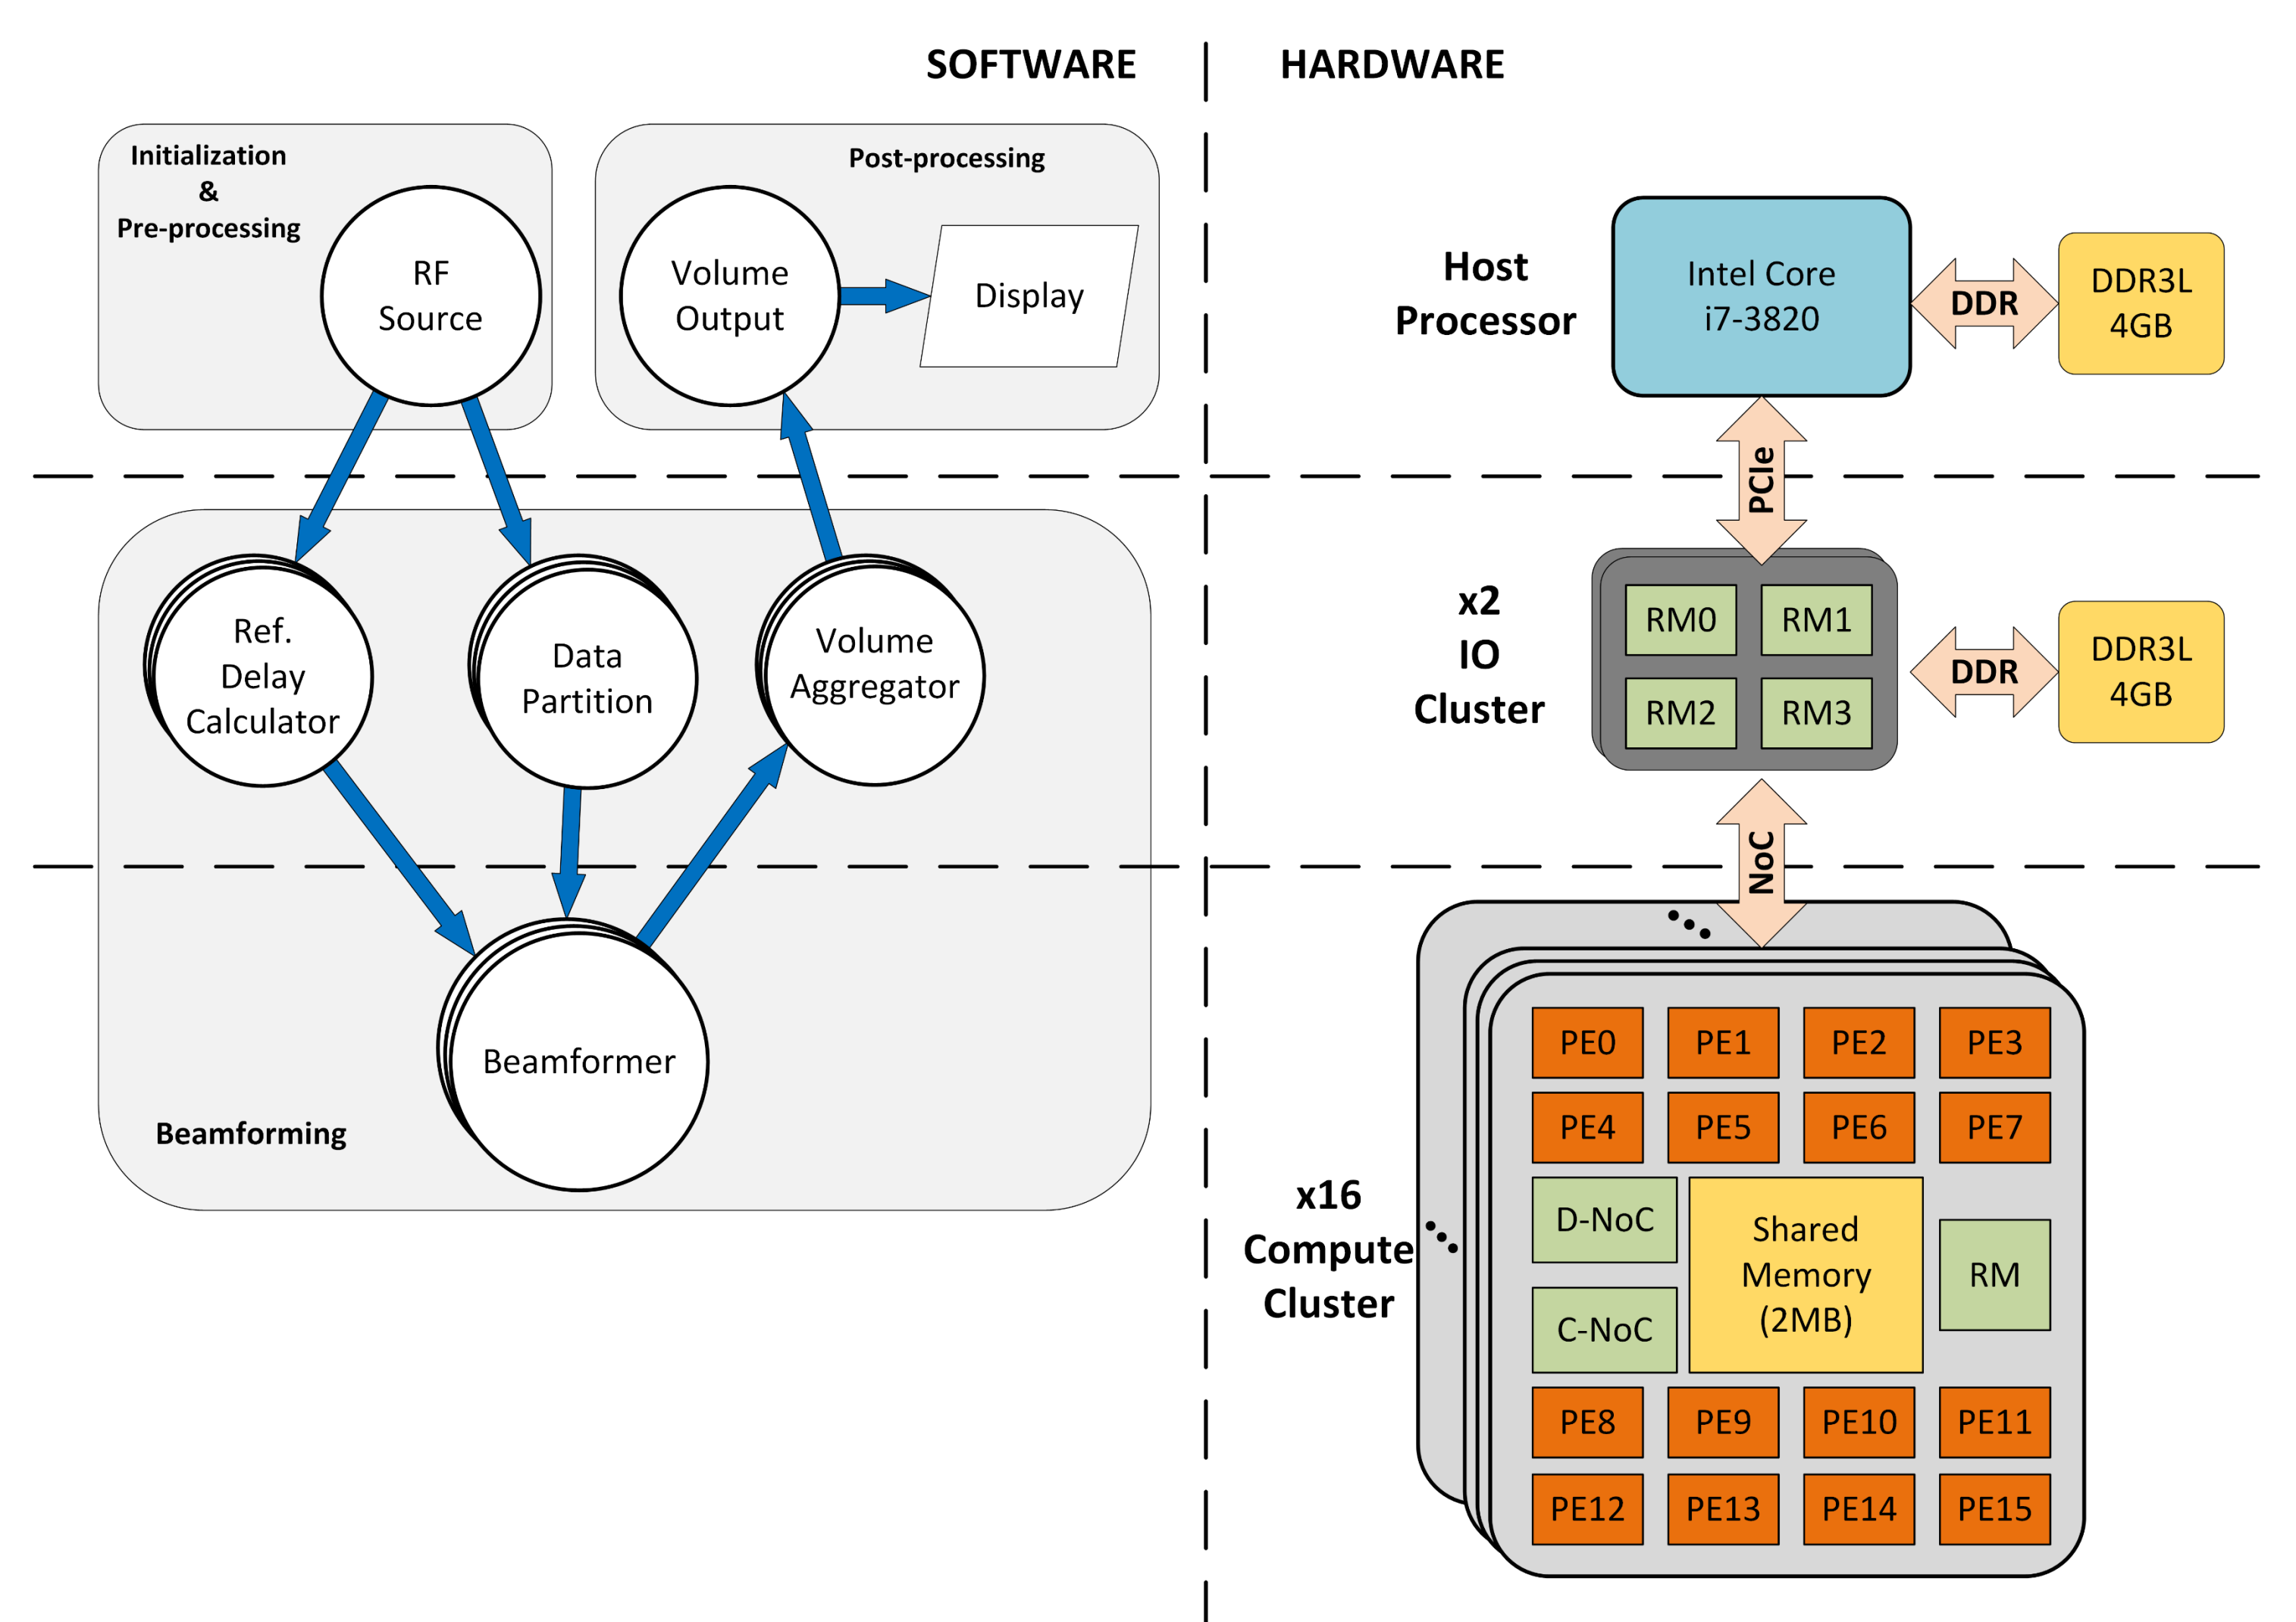 SOFTWARE
HARDWARE
Initialization
&
Pre-processing
RF
Source
Post-processing
Volume
Output
Display
Host
Processor
Intel Core
i7-3820
DDR
DDR3L
4GB
PCIe
Ref.
Delay
Calculator
Data
Partition
Volume
Aggregator
x2
IO
Cluster
RM0
RM1
RM2
RM3
DDR
DDR3L
4GB
NoC
Beamformer
Beamforming
x16
Compute
Cluster
PE0
PE1
PE2
PE3
PE4
PE5
PE6
PE7
D-NoC
C-NoC
Shared
Memory
(2MB)
RM
PE8
PE9
PE10
PE11
PE12
PE13
PE14
PE15